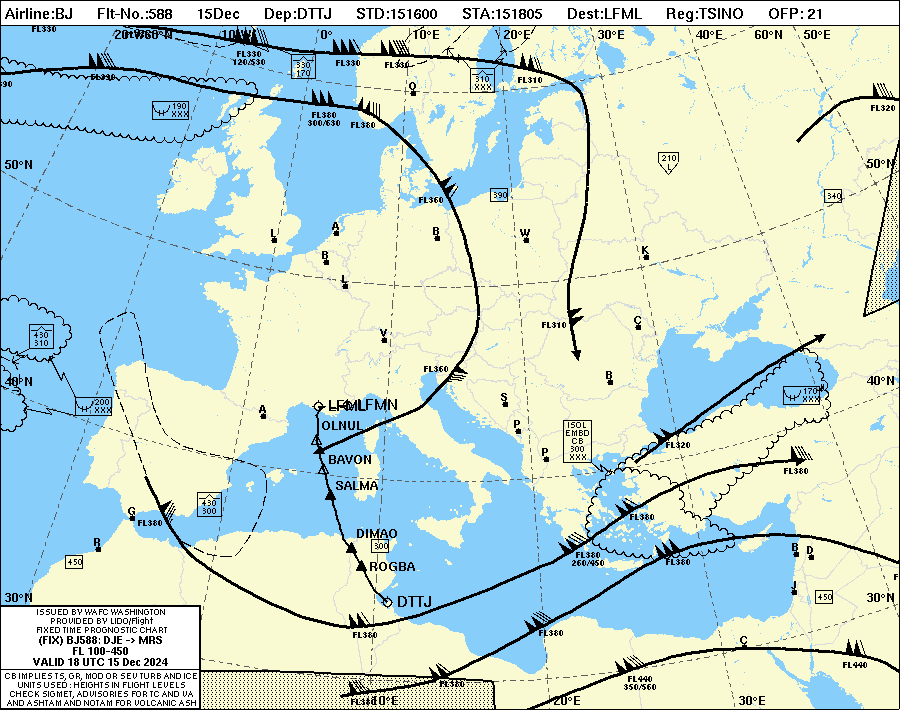 Airline:BJ Flt-No.:588 15Dec Dep:DTTJ STD:151600 STA:151805 Dest:LFML Reg:TSINO OFP: 21
FL330
0° 10°E 20°E 30°E 40°E 60°N 50°E
FL330
120/530
FL330
FL330
FL310
330
170
310
XXX
FL320
190
XXX
FL380
300/630
FL380
O
50°N
50°N
210
L
FL360
390
340
L
A
B
B
W
K
L
430
310
V
FL310
C
FL360
B
40°N
40°N
200
XXX
170
XXX
A
LFML
LFMN
OLNUL
S
P
ISOL
EMBD
CB
300
XXX
FL320
P
BAVON
FL380
SALMA
430
300
G
FL380
FL380
R
DIMAO
300
FL380
260/450
FL380
B
D
450
ROGBA
J
450
30°N
DTTJ
30°N
FL380
FL380
C
FL440
FL440
350/560
FL380
FL380
10°E
20°E
30°E
ISSUED BY WAFC WASHINGTON
PROVIDED BY LIDO/Flight
FIXED TIME PROGNOSTIC CHART
(FIX) BJ588: DJE -> MRS
FL 100-450
VALID 18 UTC 15 Dec 2024
CB IMPLIES TS, GR, MOD OR SEV TURB AND ICE
UNITS USED: HEIGHTS IN FLIGHT LEVELS
CHECK SIGMET, ADVISORIES FOR TC AND VA
AND ASHTAM AND NOTAM FOR VOLCANIC ASH